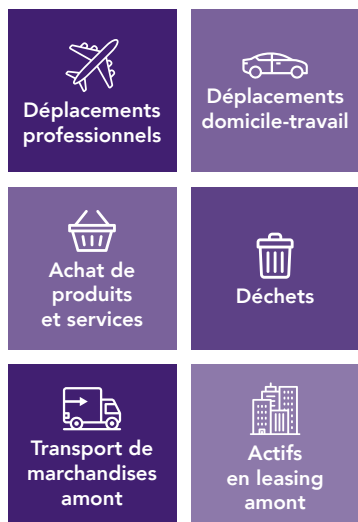 Déplacements
professionnels
Déplacements
domicile-travail
Achat de
produits
et services
Déchets
Transport de
marchandises
amont
Actifs
en leasing
amont